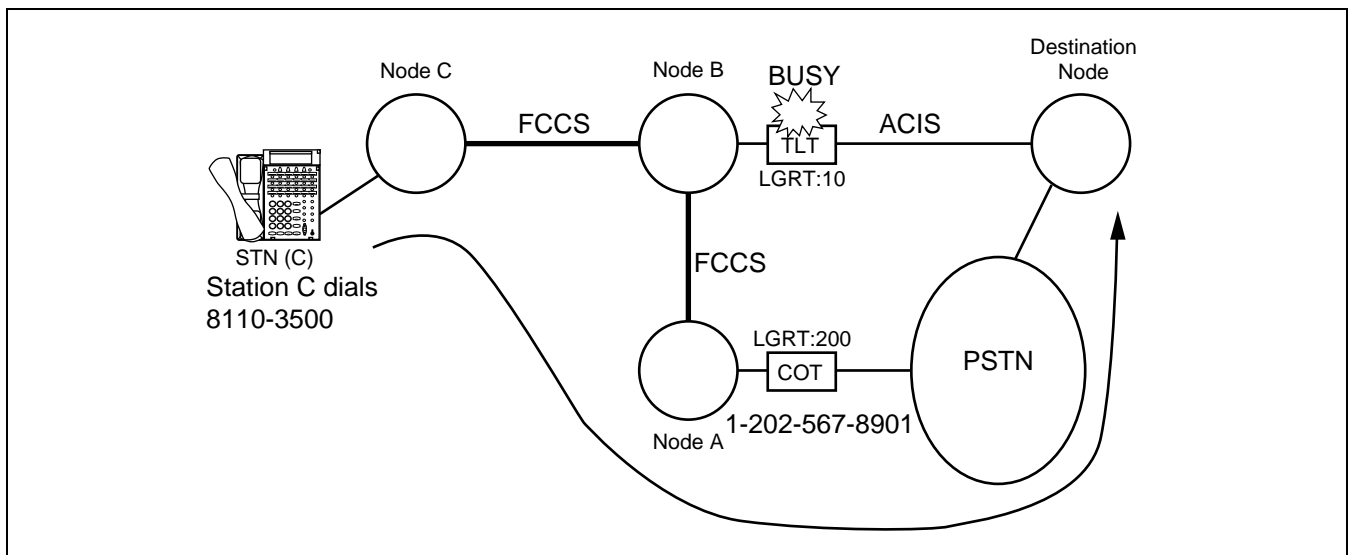 Node C
Node B
BUSY
Destination
Node
FCCS
TLT
ACIS
LGRT:10
STN (C)
Station C dials
8110-3500
FCCS
LGRT:200
COT
PSTN
Node A
1-202-567-8901